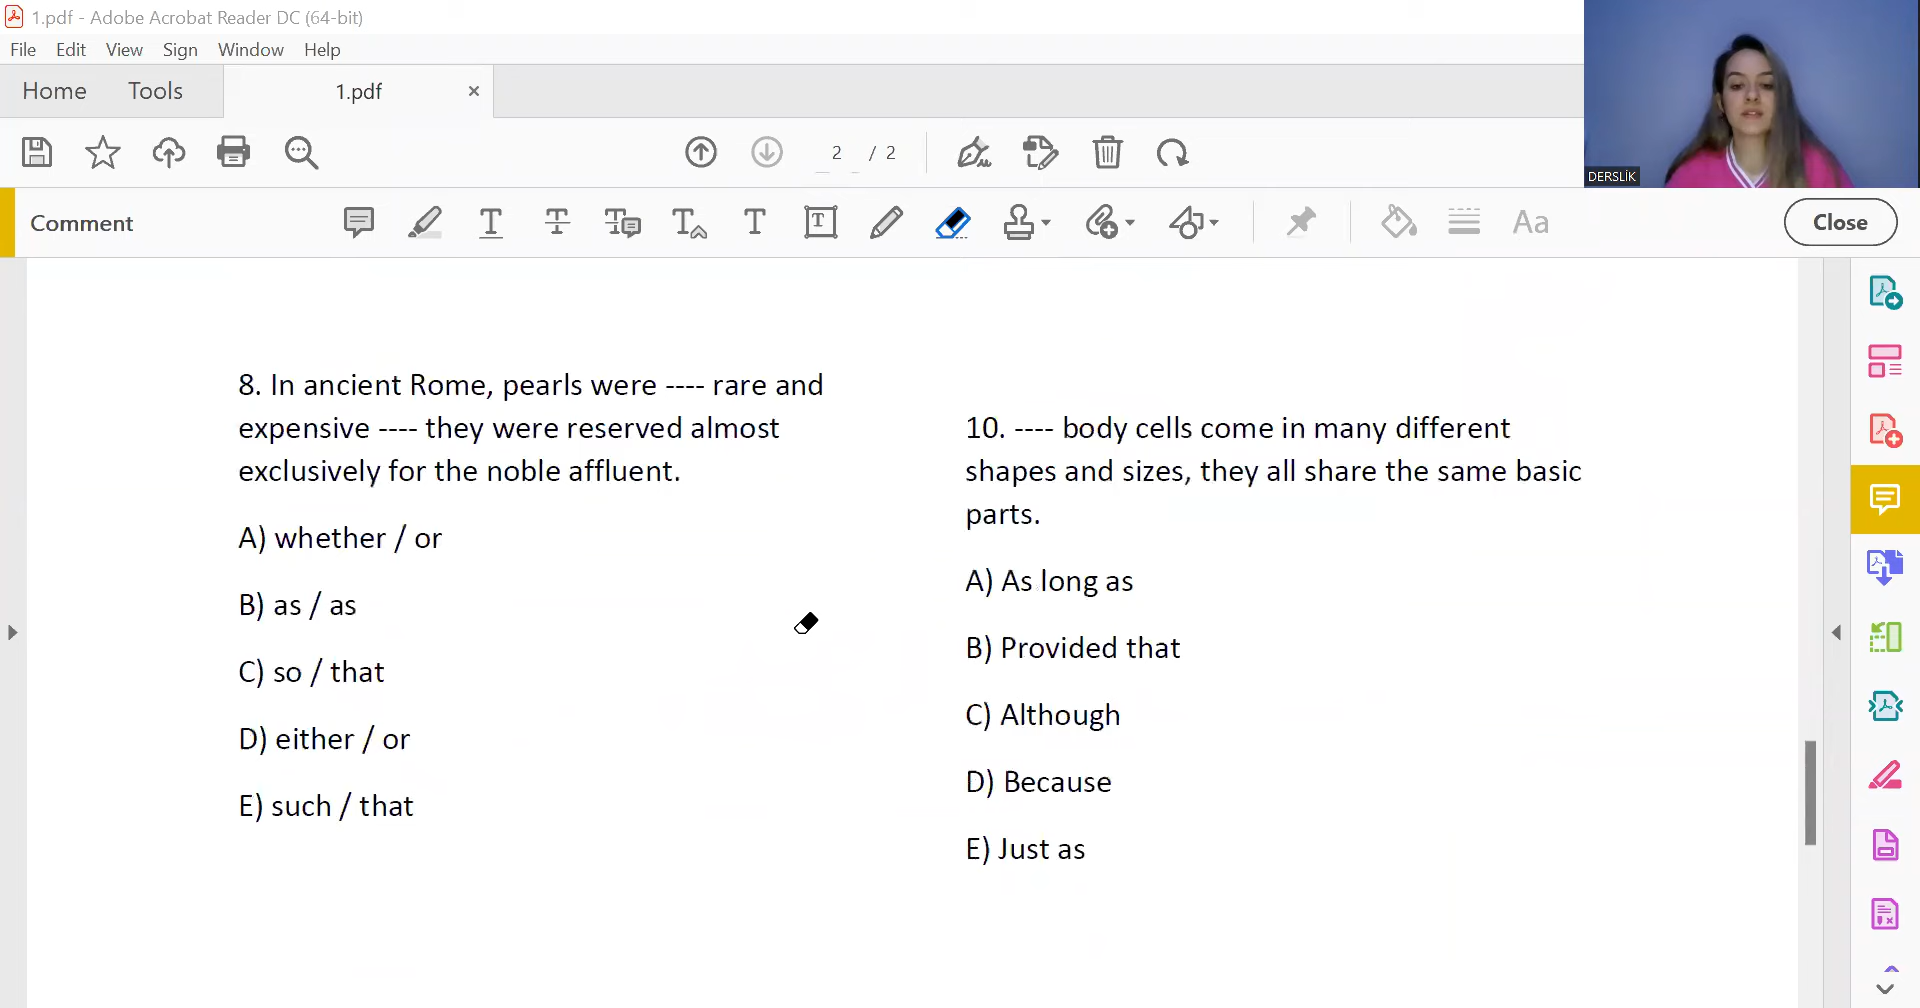 1.pdf - Adobe Acrobat Reader DC (64-bit)
File Edit View Sign Window Help
Home Tools 1.pdf ×
2 / 2
DERSLİK
Comment
Aa
Close
8. In ancient Rome, pearls were ---- rare and
expensive ---- they were reserved almost
exclusively for the noble affluent.
A) whether / or
B) as / as
C) so / that
D) either / or
E) such / that
10. ---- body cells come in many different
shapes and sizes, they all share the same basic
parts.
A) As long as
B) Provided that
C) Although
D) Because
E) Just as